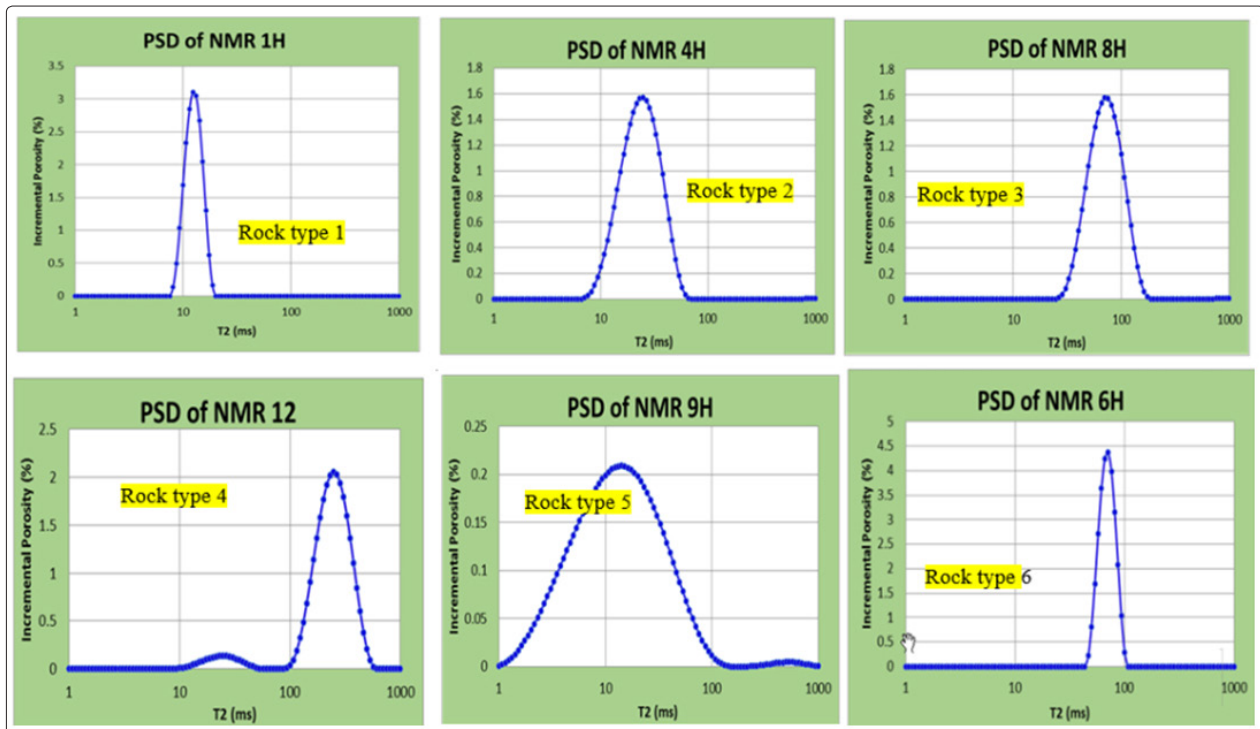 PSD of NMR 1H
3.5
3
2.5
2
1.5
1
0.5
0
Incremental Porosity (%)
Rock type 1
1 10 100 1000
T2 (ms)
PSD of NMR 4H
1.8
1.6
1.4
1.2
1
0.8
0.6
0.4
0.2
0
Incremental Porosity (%)
Rock type 2
1 10 100 1000
T2 (ms)
PSD of NMR 8H
1.8
1.6
1.4
1.2
1
0.8
0.6
0.4
0.2
0
Incremental Porosity (%)
Rock type 3
1 10 100 1000
T2 (ms)
PSD of NMR 12
2.5
2
1.5
1
0.5
0
Incremental Porosity (%)
Rock type 4
1 10 100 1000
T2 (ms)
PSD of NMR 9H
0.25
0.2
0.15
0.1
0.05
0
Incremental Porosity (%)
Rock type 5
1 10 100 1000
T2 (ms)
PSD of NMR 6H
5
4.5
4
3.5
3
2.5
2
1.5
1
0.5
0
Incremental Porosity (%)
Rock type 6
1 10 100 1000
T2 (ms)